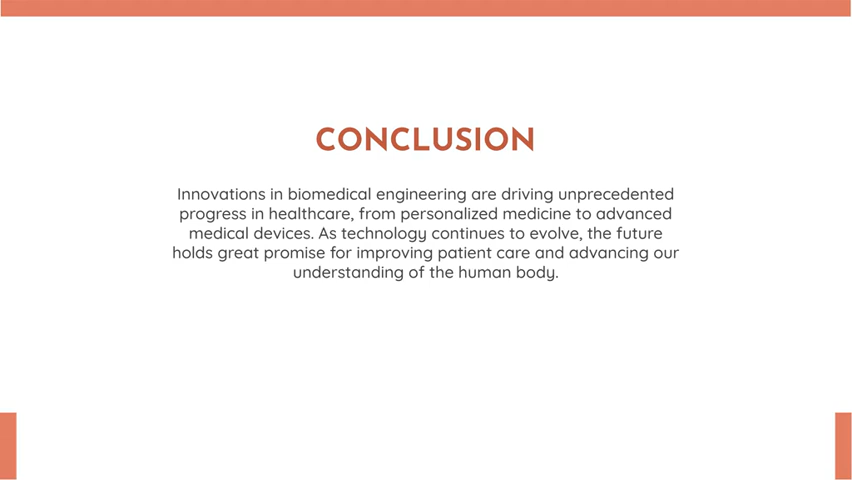 CONCLUSION
Innovations in biomedical engineering are driving unprecedented
progress in healthcare, from personalized medicine to advanced
medical devices. As technology continues to evolve, the future
holds great promise for improving patient care and advancing our
understanding of the human body.